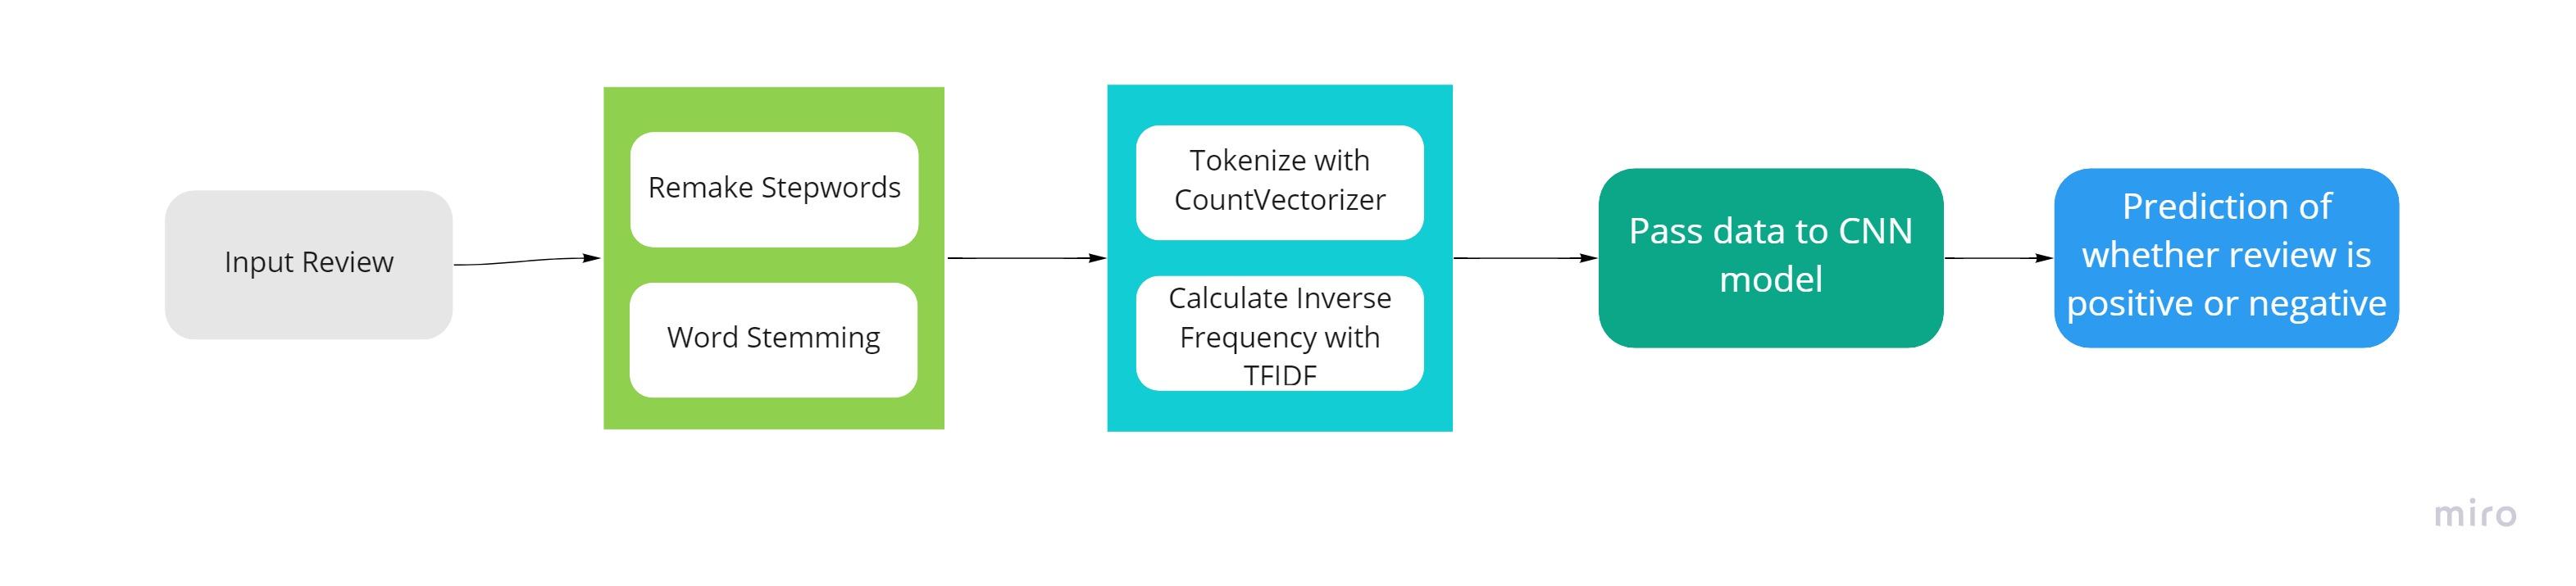 Input Review
Remake Stepwords
Word Stemming
Tokenize with
CountVectorizer
Calculate Inverse
Frequency with
TFIDF
Pass data to CNN
model
Prediction of
whether review is
positive or negative
miro